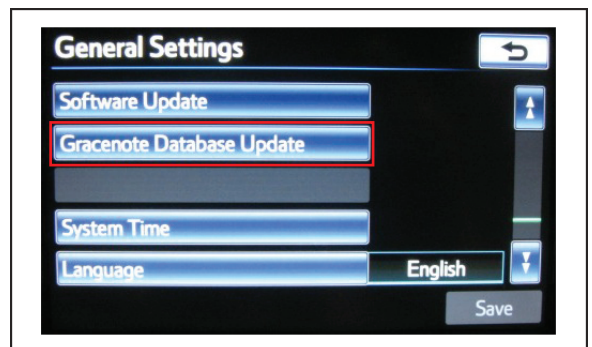 General Settings
Software Update
Gracenote Database Update
System Time
Language English
Save